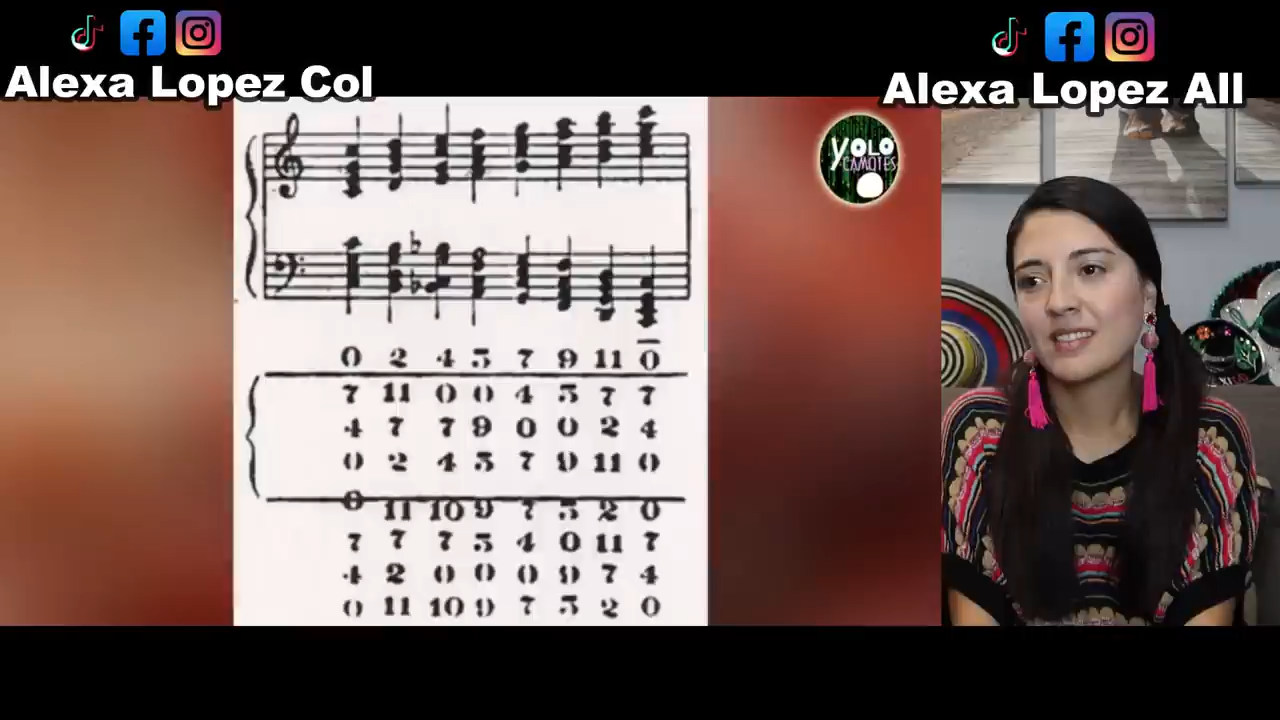 Alexa Lopez Col
Alexa Lopez All
YOLO
CAMOTES
0 2 4 5 7 9 11 0
7 11 0 0 4 5 7 7
4 7 7 9 0 0 2 4
0 2 4 5 7 9 11 0
0 11 10 9 7 5 2 0
7 7 7 5 4 0 11 7
4 2 0 0 0 9 7 4
0 11 10 9 7 5 2 0